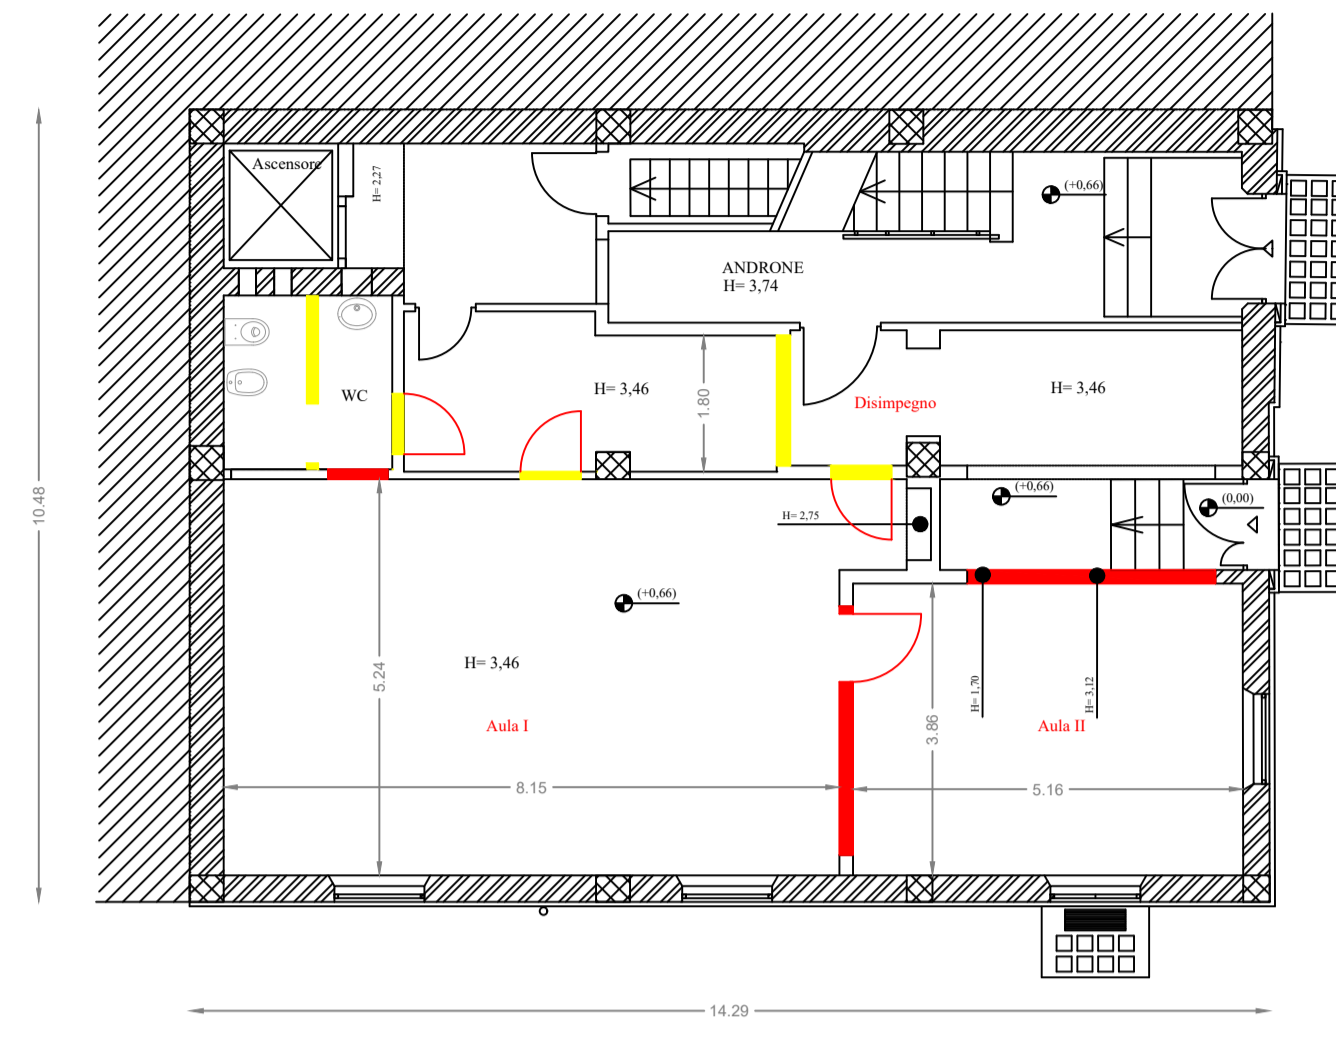 Ascensore
H= 2,27
(+0,66)
ANDRONE
H= 3,74
WC
H= 3,46
1.80
Disimpegno
H= 3,46
10.48
H= 2,75
(+0,66)
(0,00)
(+0,66)
5.24
H= 3,46
Aula I
3.86
H= 1,70
H= 3,12
Aula II
8.15
5.16
14.29